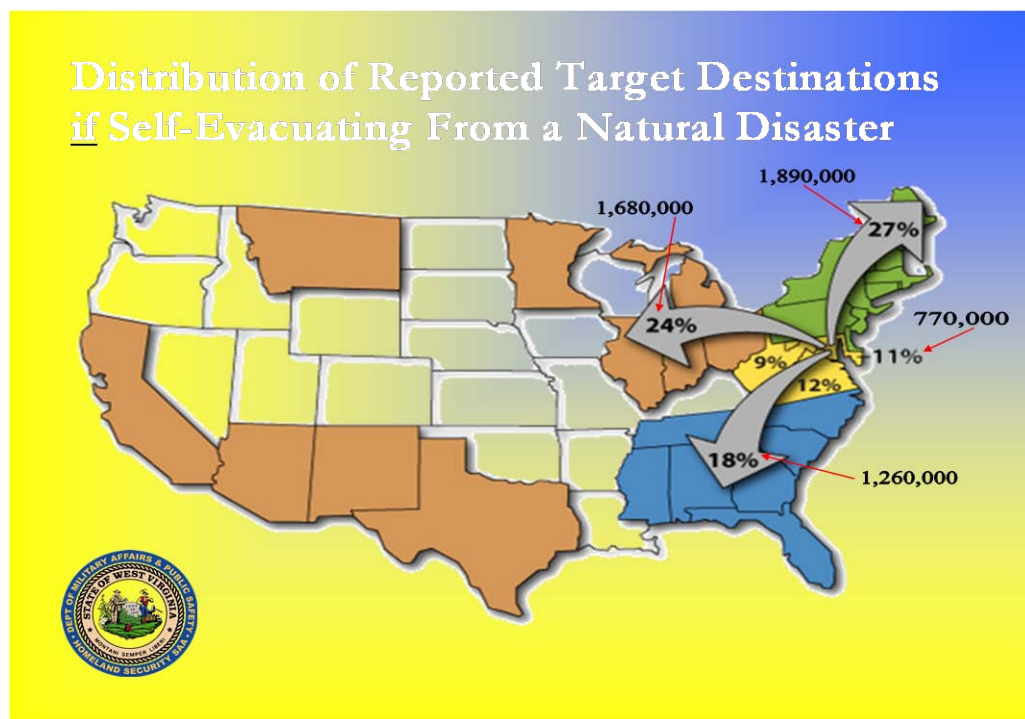 Distribution of Reported Target Destinations
if Self-Evacuating From a Natural Disaster
1,890,000
1,680,000
27%
770,000
24%
11%
9%
12%
18%
1,260,000
DEPT OF MILITARY AFFAIRS & PUBLIC SAFETY
STATE OF WEST VIRGINIA
MONTANI SEMPER LIBERI
HOMELAND SECURITY SAA